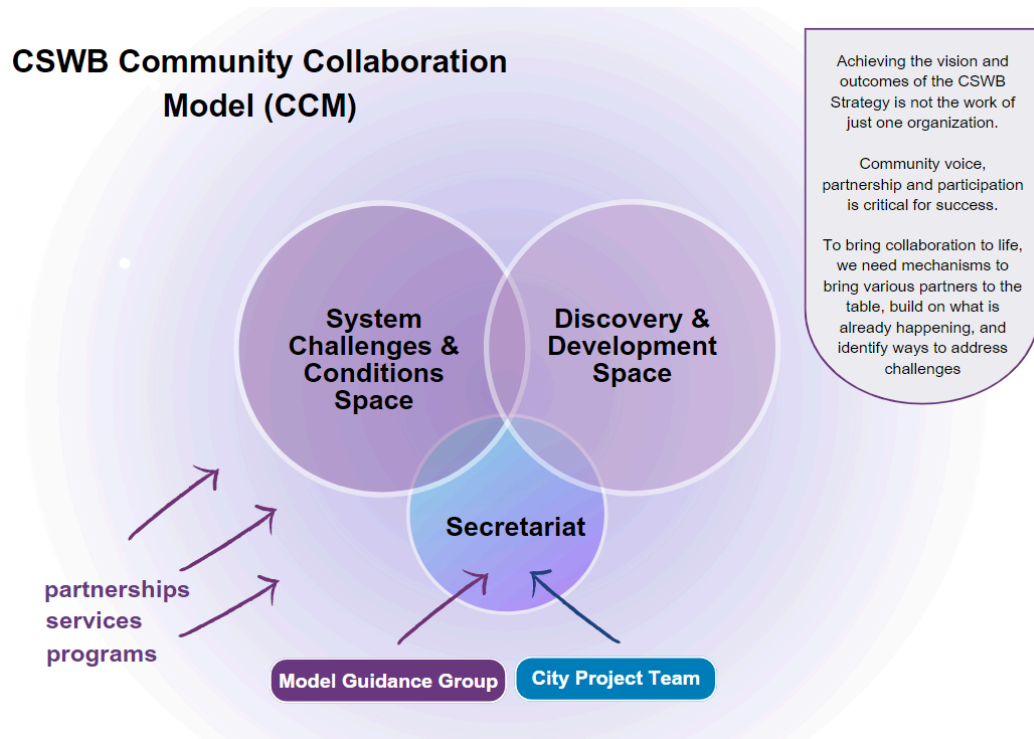 CSWB Community Collaboration
Model (CCM)
Achieving the vision and
outcomes of the CSWB
Strategy is not the work of
just one organization.
Community voice,
partnership and participation
is critical for success.
To bring collaboration to life,
we need mechanisms to
bring various partners to the
table, build on what is
already happening, and
identify ways to address
challenges
System
Challenges &
Conditions
Space
Discovery &
Development
Space
Secretariat
partnerships
services
programs
Model Guidance Group
City Project Team